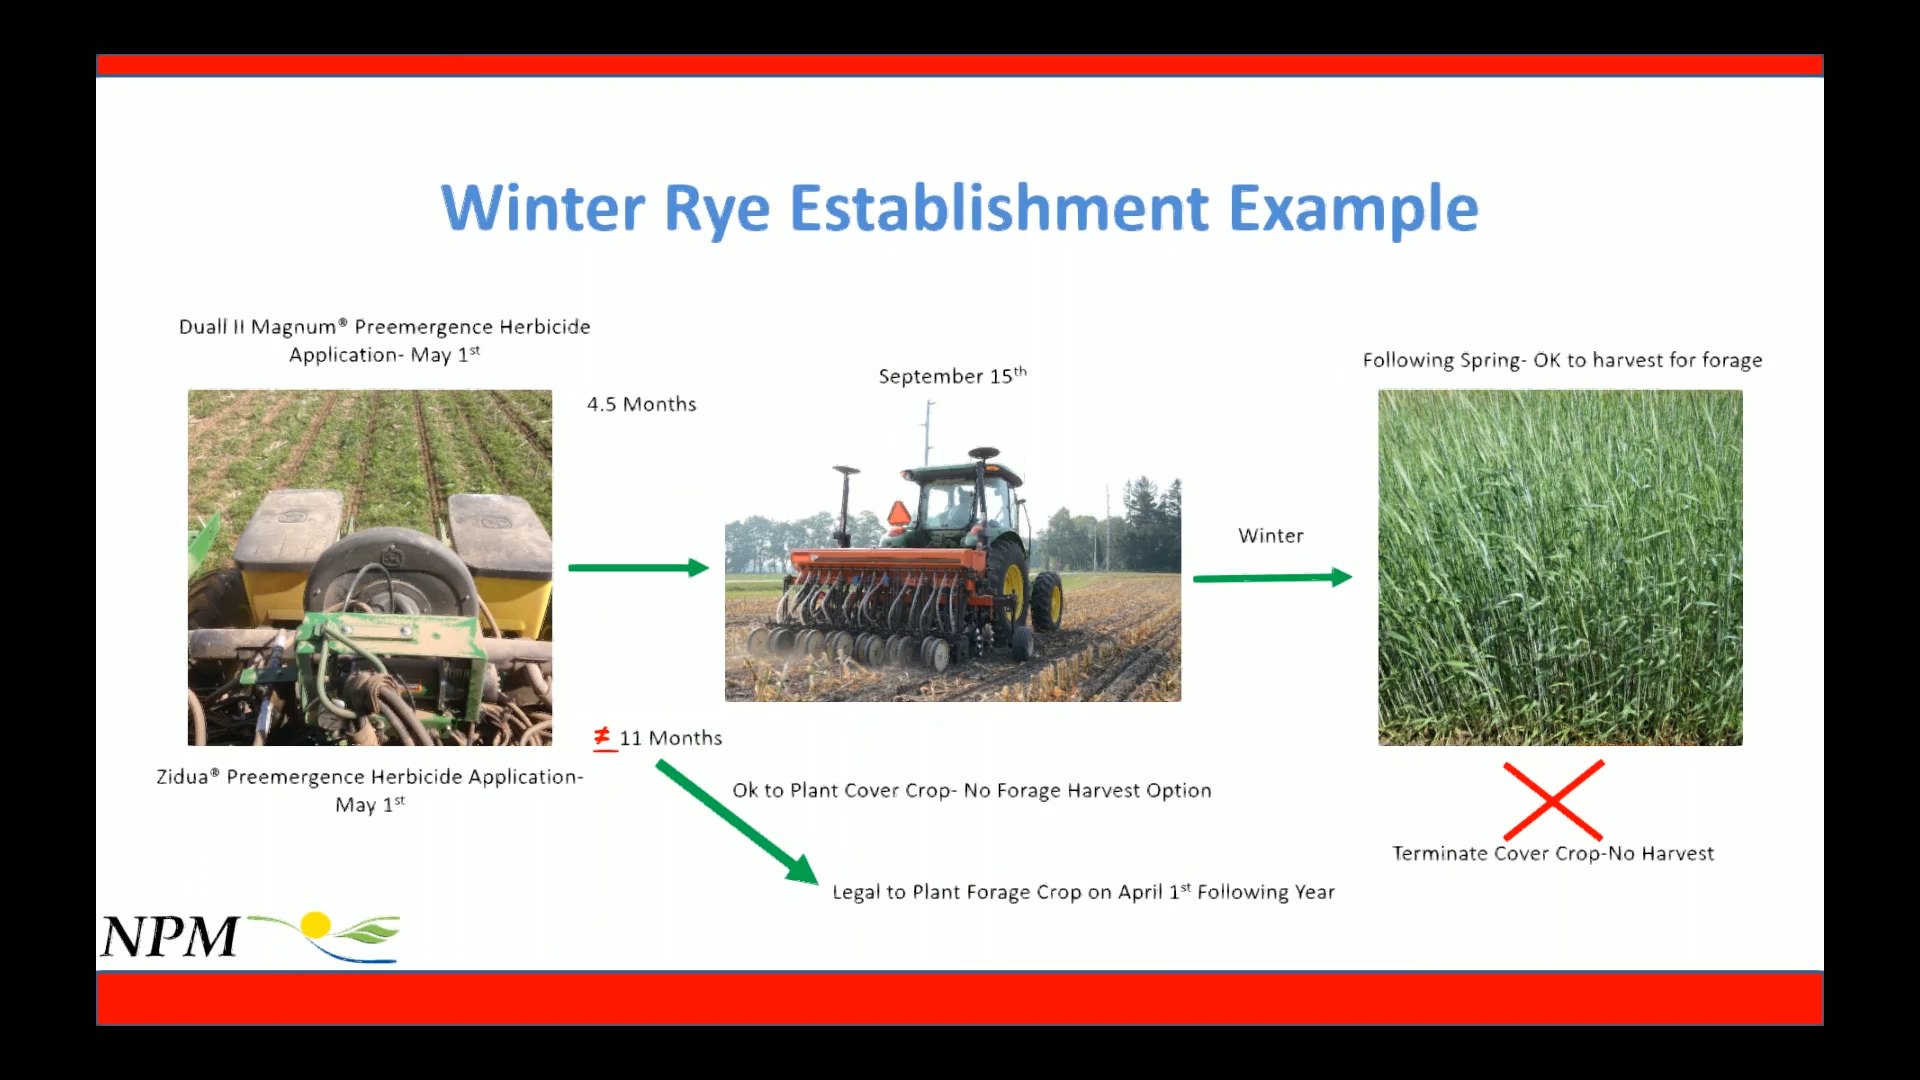 Winter Rye Establishment Example
Duall II Magnum® Preemergence Herbicide
Application- May 1st
4.5 Months
September 15th
Winter
Following Spring- OK to harvest for forage
≠ 11 Months
Zidua® Preemergence Herbicide Application-
May 1st
Ok to Plant Cover Crop- No Forage Harvest Option
Legal to Plant Forage Crop on April 1st Following Year
Terminate Cover Crop-No Harvest
NPM